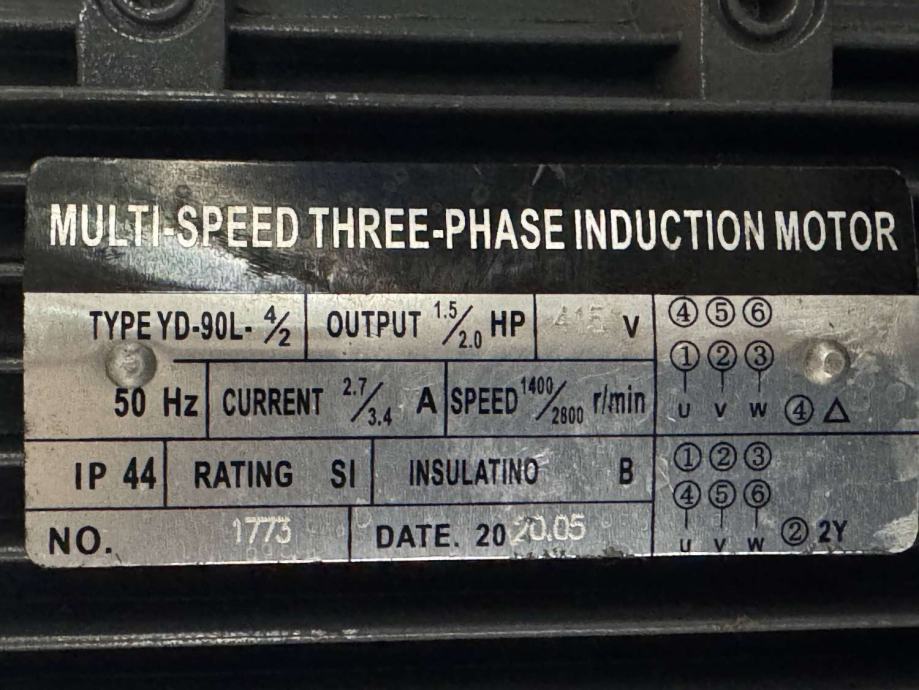 MULTI-SPEED THREE-PHASE INDUCTION MOTOR
TYPE YD-90L- 4/2 OUTPUT 1.5/2.0 HP 415 V
④ ⑤ ⑥
① ② ③
U V W ④ △
50 Hz CURRENT 2.7/3.4 A SPEED 1400/2800 r/min
IP 44 RATING SI INSULATINO B
① ② ③
④ ⑤ ⑥
U V W ② 2Y
NO. 1773 DATE. 20 20.05